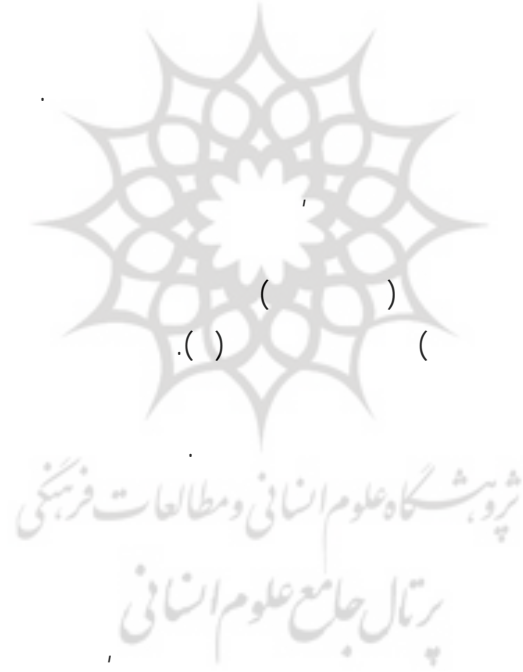 پژوهشگاه علوم انسانی و مطالعات فرهنگی
پرتال جامع علوم انسانی